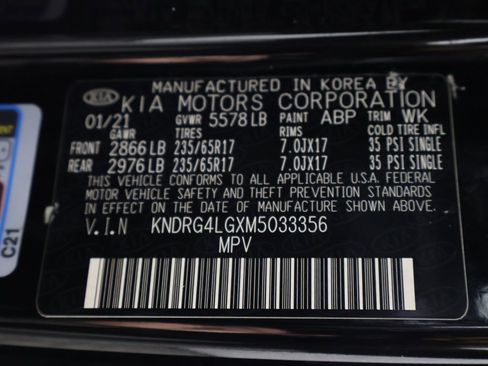 MANUFACTURED IN KOREA BY
KIA KIA MOTORS CORPORATION
01/21 GVWR 5578 LB PAINT ABP TRIM WK
GAWR TIRES RIMS COLD TIRE INFL
FRONT 2866 LB 235/65R17 7.0JX17 35 PSI SINGLE
REAR 2976 LB 235/65R17 7.0JX17 35 PSI SINGLE
THIS VEHICLE CONFORMS TO ALL APPLICABLE U.S.A. FEDERAL
MOTOR VEHICLE SAFETY AND THEFT PREVENTION STANDARDS
IN EFFECT ON THE DATE OF MANUFACTURE SHOWN ABOVE.
V.I.N KNDRG4LGXM5033356
MPV
C21